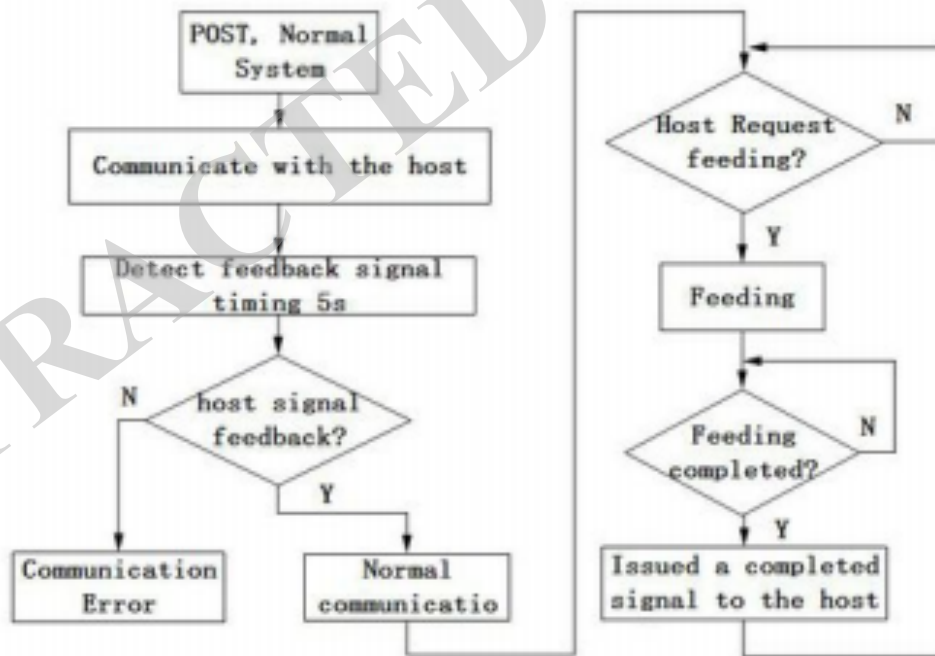 POST, Normal
System
Communicate with the host
Detect feedback signal
timing 5s
host signal
feedback?
N
Y
Communication
Error
Normal
communicatio
Host Request
feeding?
N
Y
Feeding
Feeding
completed?
N
Y
Issued a completed
signal to the host
RACTED